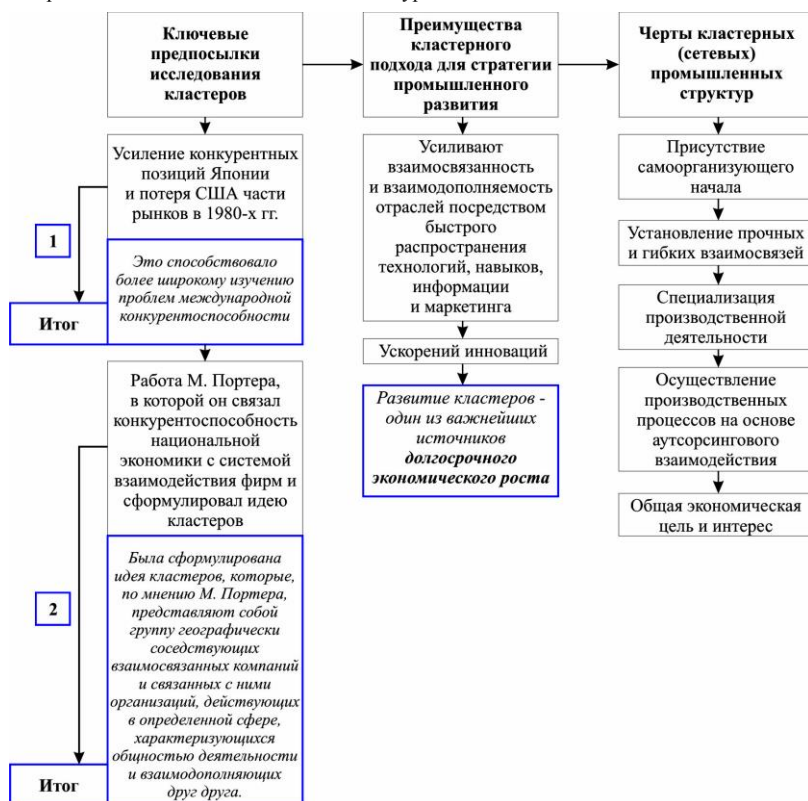 Ключевые
предпосылки
исследования
кластеров
Усиление конкурентных
позиций Японии
и потеря США части
рынков в 1980-х гг.
1
Это способствовало
более широкому изучению
проблем международной
конкурентоспособности
Итог
Работа М. Портера,
в которой он связал
конкурентоспособность
национальной
экономики с системой
взаимодействия фирм и
сформулировал идею
кластеров
2
Была сформулирована
идея кластеров, которые,
по мнению М. Портера,
представляют собой
группу географически
соседствующих
взаимосвязанных компаний
и связанных с ними
организаций, действующих
в определенной сфере,
характеризующихся
общностью деятельности
и взаимодополняющих
друг друга.
Итог
Преимущества
кластерного
подхода для стратегии
промышленного
развития
Усиливают
взаимосвязанность
и взаимодополняемость
отраслей посредством
быстрого
распространения
технологий, навыков,
информации
и маркетинга
Ускорений инноваций
Развитие кластеров -
один из важнейших
источников
долгосрочного
экономического роста
Черты кластерных
(сетевых)
промышленных
структур
Присутствие
самоорганизующего
начала
Установление прочных
и гибких взаимосвязей
Специализация
производственной
деятельности
Осуществление
производственных
процессов на основе
аутсорсингового
взаимодействия
Общая экономическая
цель и интерес